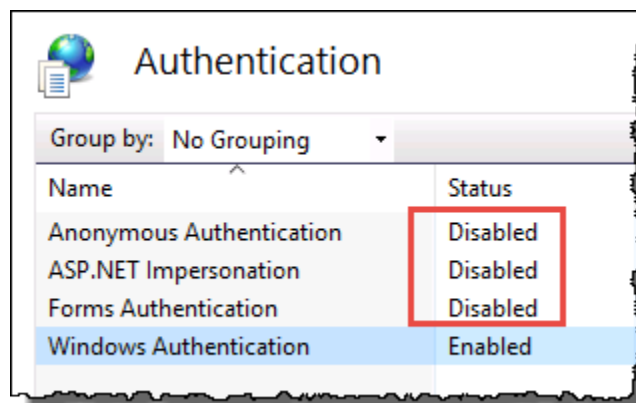 Authentication
Group by: No Grouping
Name Status
Anonymous Authentication Disabled
ASP.NET Impersonation Disabled
Forms Authentication Disabled
Windows Authentication Enabled